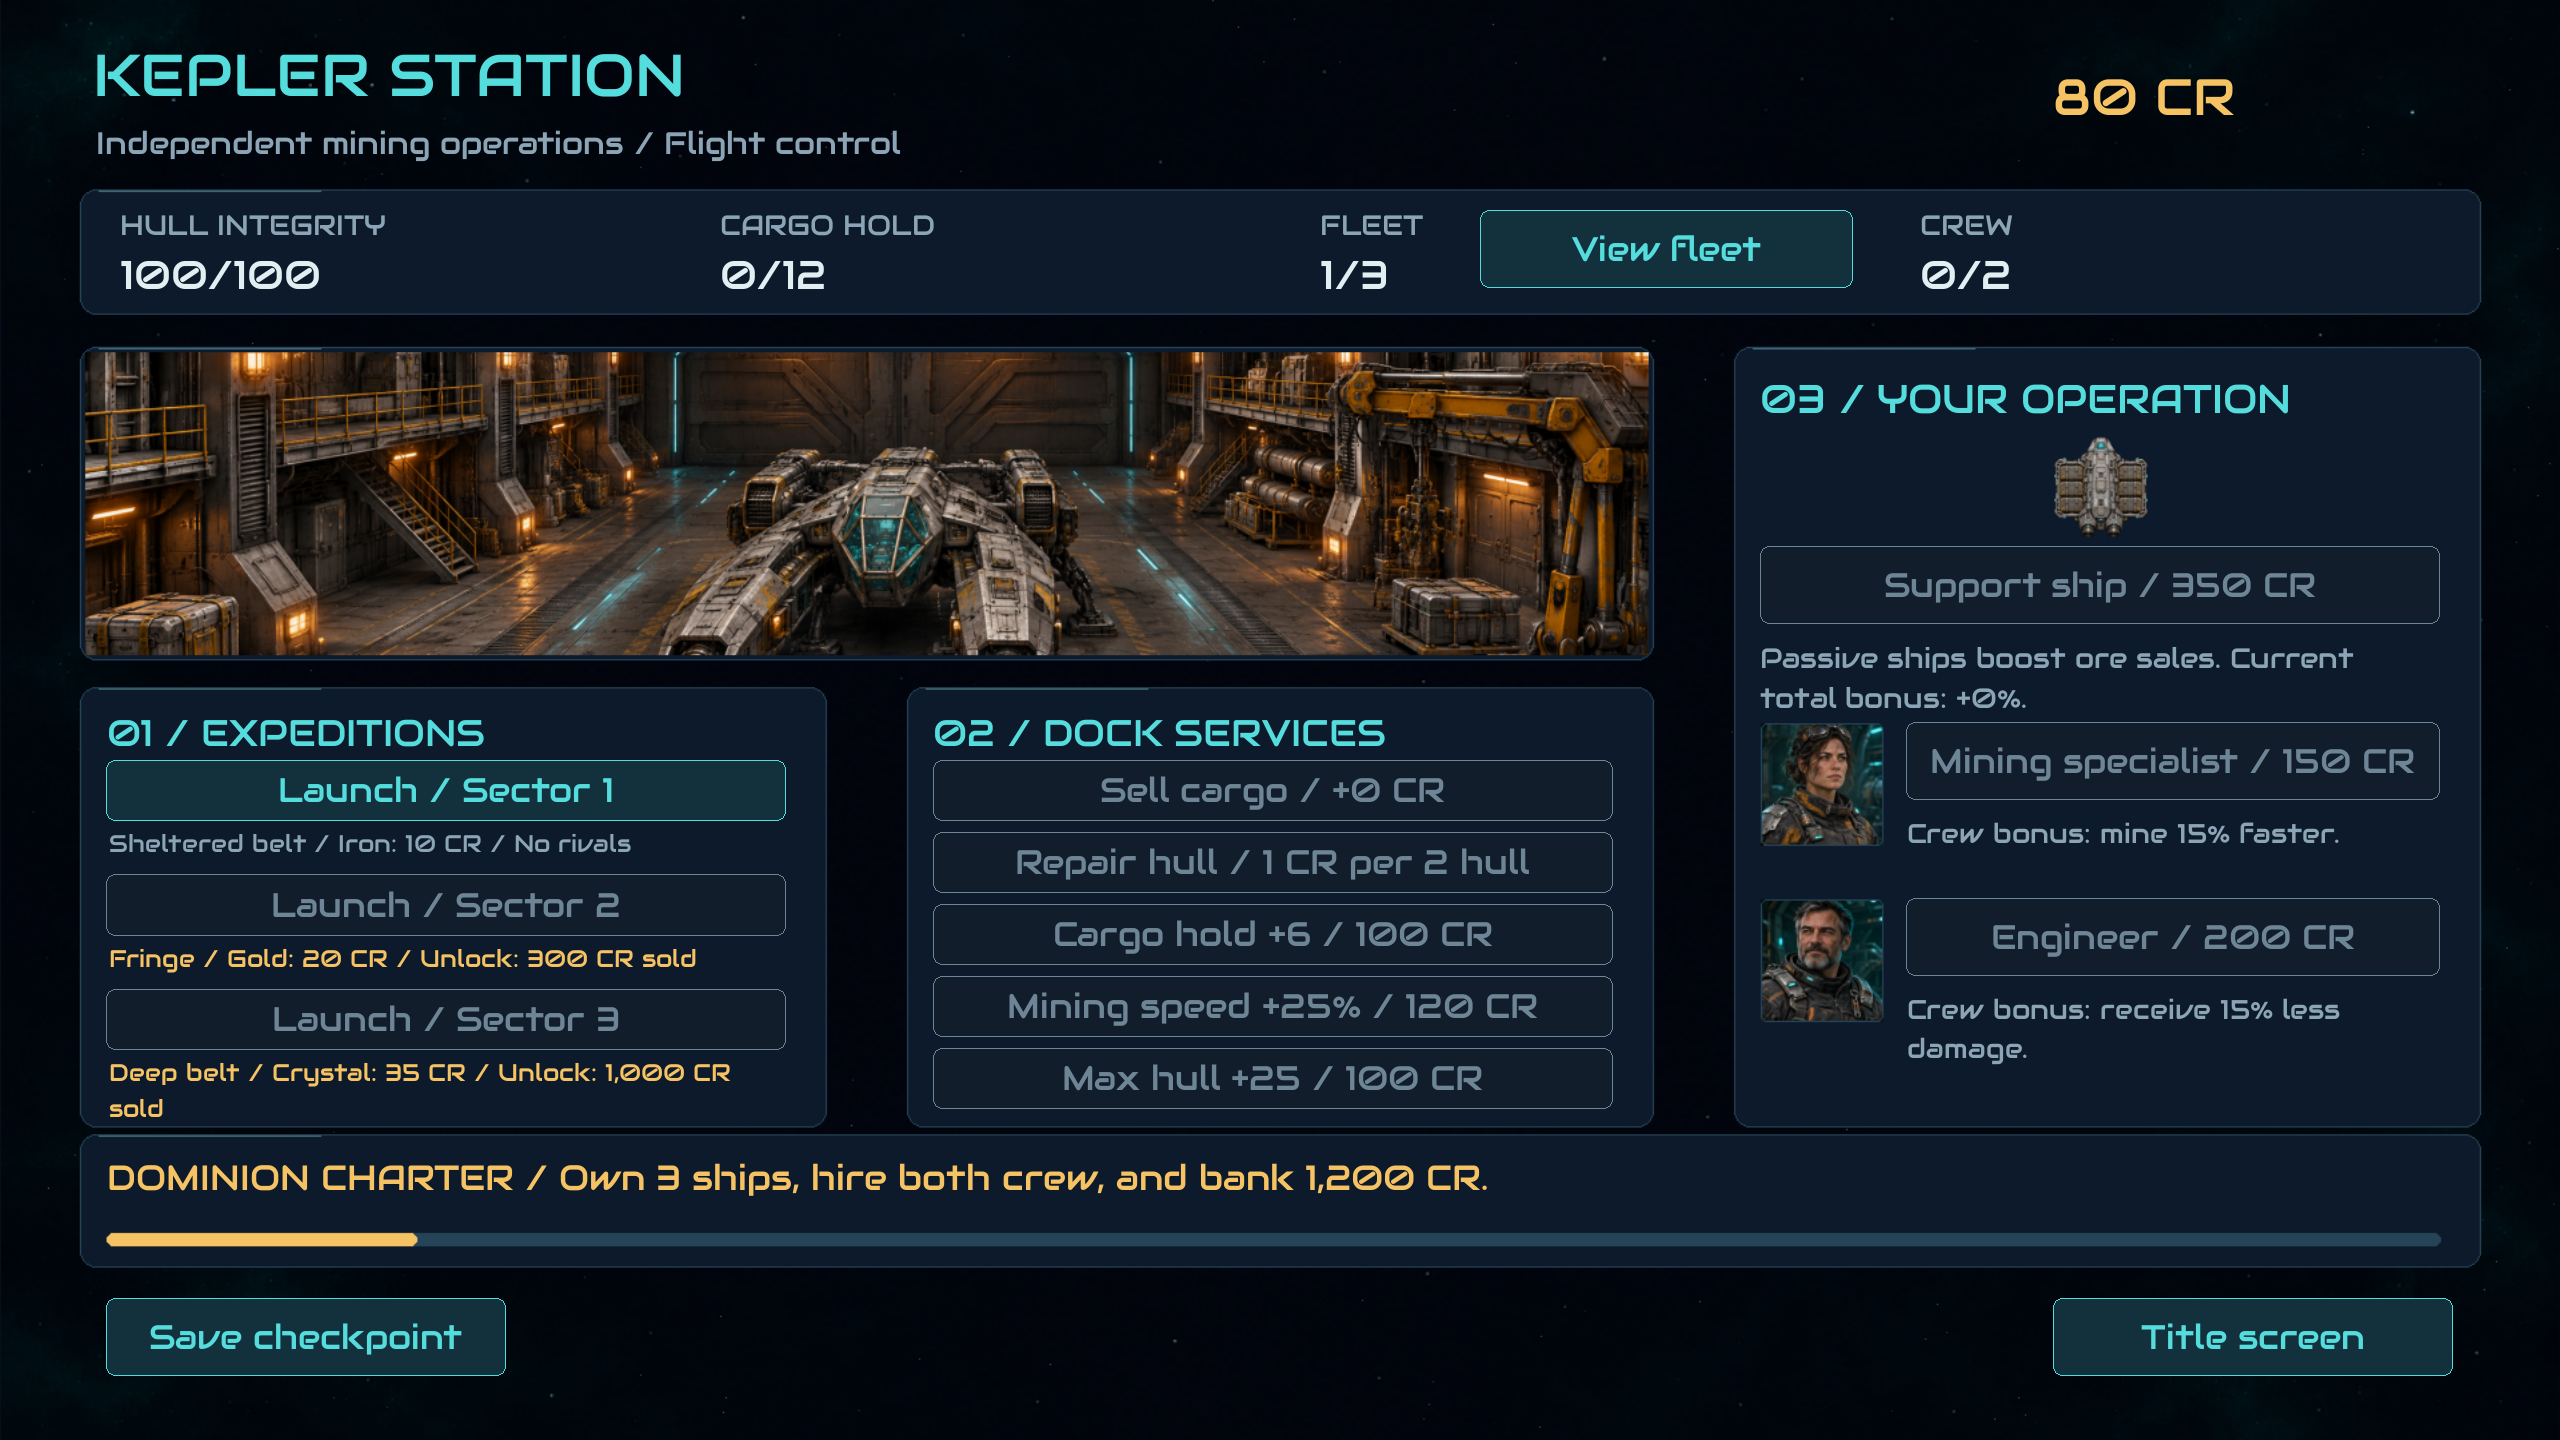 KEPLER STATION
Independent mining operations / Flight control
80 CR
HULL INTEGRITY
100/100
CARGO HOLD
0/12
FLEET
1/3
View fleet
CREW
0/2
01 / EXPEDITIONS
Launch / Sector 1
Sheltered belt / Iron: 10 CR / No rivals
Launch / Sector 2
Fringe / Gold: 20 CR / Unlock: 300 CR sold
Launch / Sector 3
Deep belt / Crystal: 35 CR / Unlock: 1,000 CR
sold
02 / DOCK SERVICES
Sell cargo / +0 CR
Repair hull / 1 CR per 2 hull
Cargo hold +6 / 100 CR
Mining speed +25% / 120 CR
Max hull +25 / 100 CR
03 / YOUR OPERATION
Support ship / 350 CR
Passive ships boost ore sales. Current
total bonus: +0%.
Mining specialist / 150 CR
Crew bonus: mine 15% faster.
Engineer / 200 CR
Crew bonus: receive 15% less
damage.
DOMINION CHARTER / Own 3 ships, hire both crew, and bank 1,200 CR.
Save checkpoint
Title screen